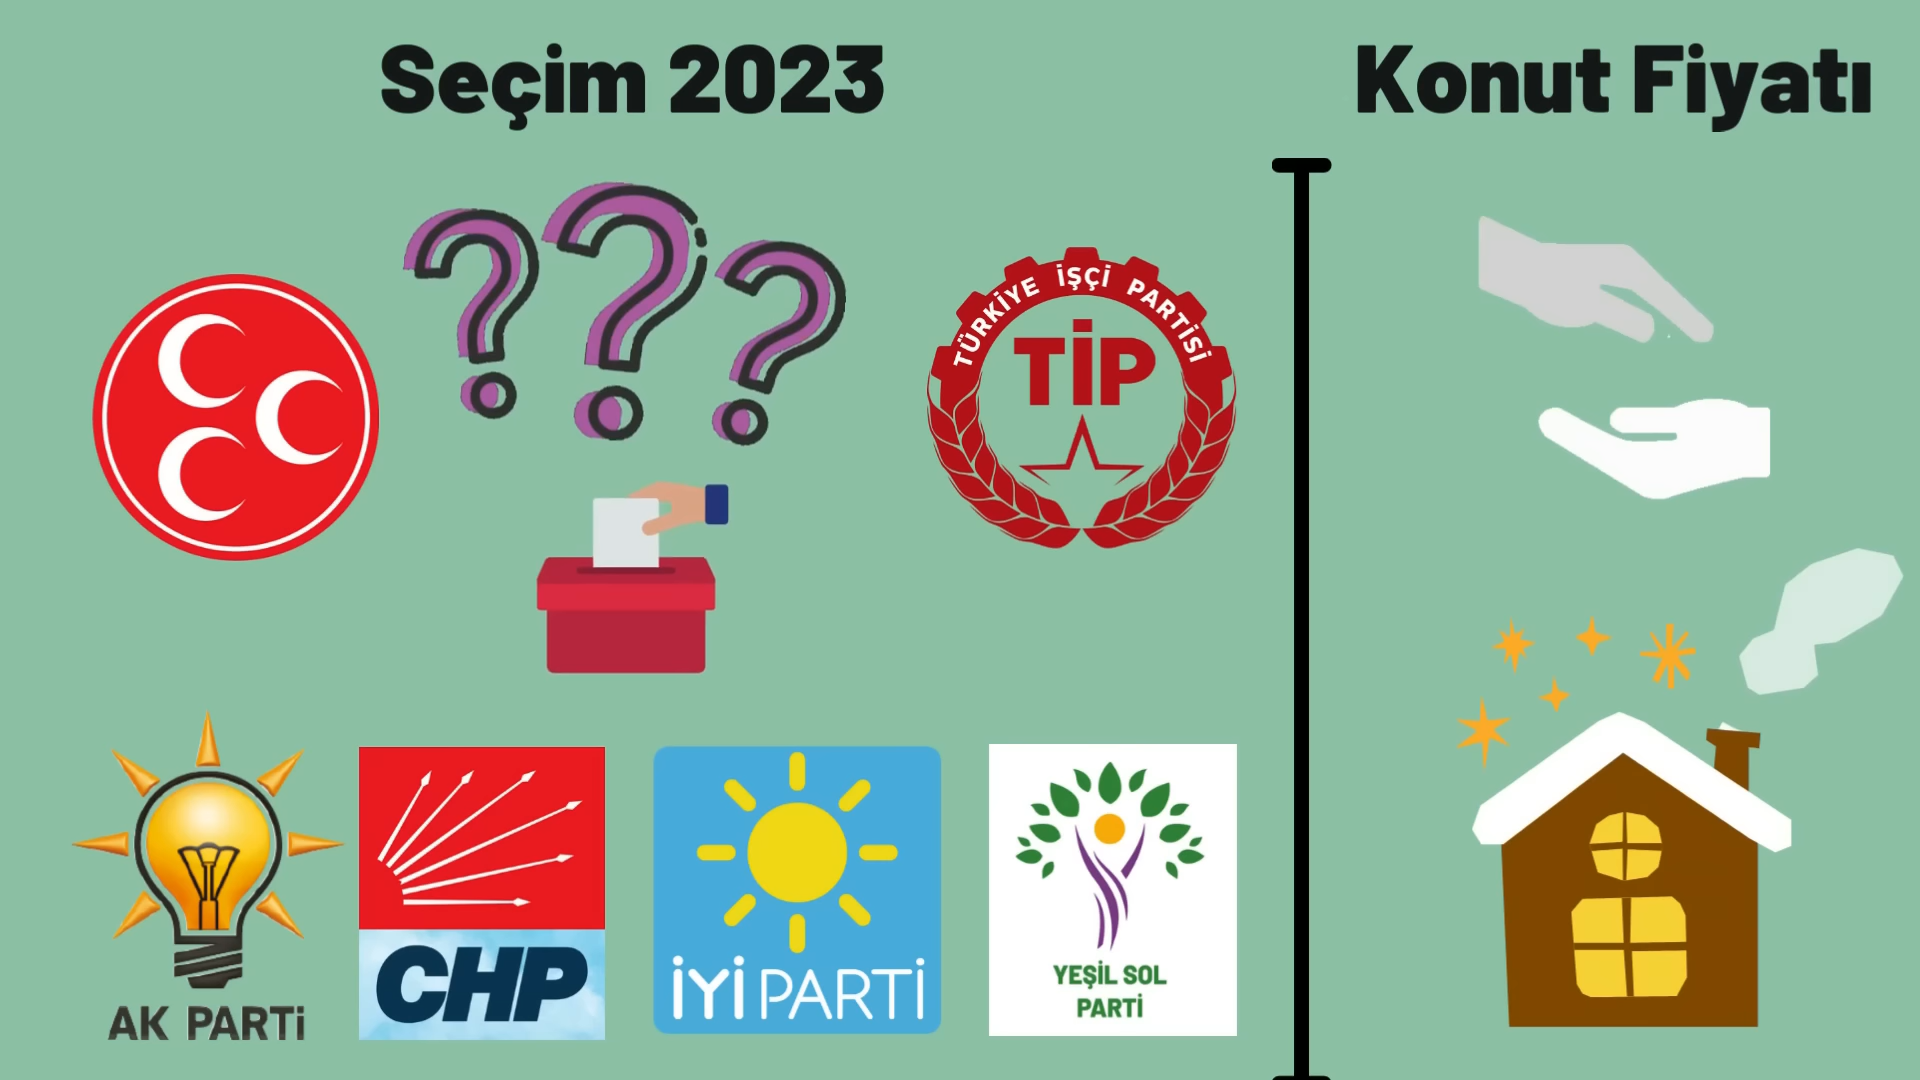 Seçim 2023
Konut Fiyatı
TÜRKİYE İŞÇİ PARTİSİ
TİP
AK PARTi
CHP
İYİ PARTİ
YEŞİL SOL
PARTİ